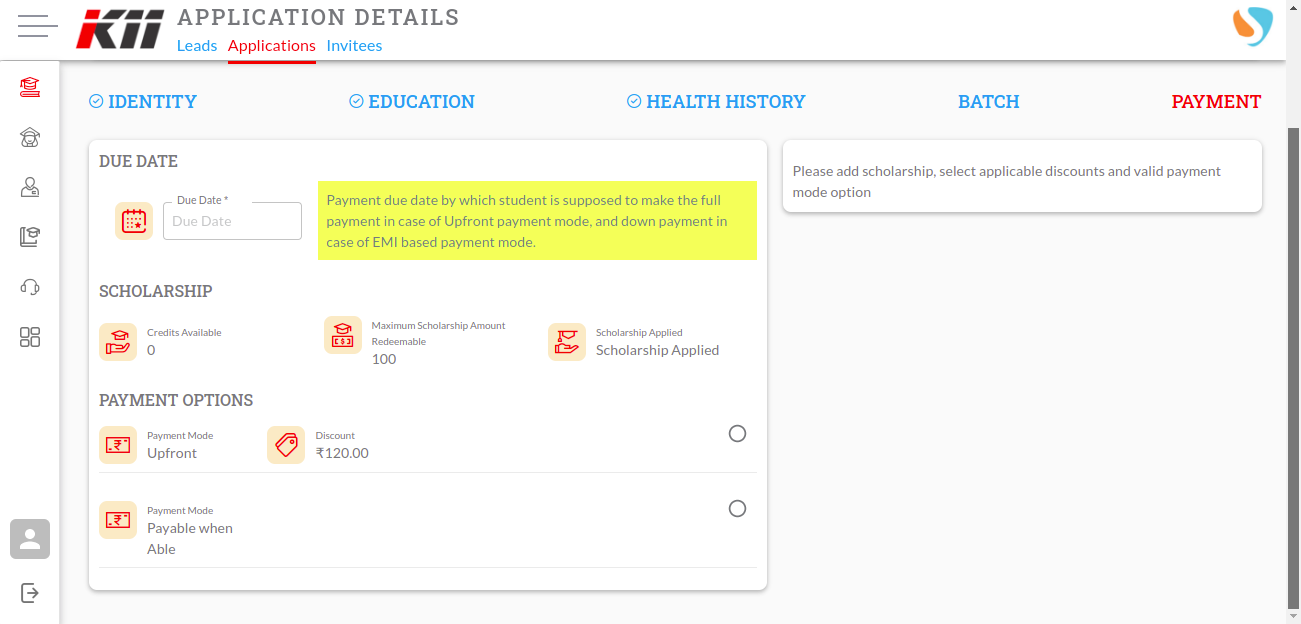 KII
APPLICATION DETAILS
Leads Applications Invitees
IDENTITY EDUCATION HEALTH HISTORY BATCH PAYMENT
DUE DATE
Due Date *
Due Date
Payment due date by which student is supposed to make the full
payment in case of Upfront payment mode, and down payment in
case of EMI based payment mode.
Please add scholarship, select applicable discounts and valid payment
mode option
SCHOLARSHIP
Credits Available
0
Maximum Scholarship Amount
Redeemable
100
Scholarship Applied
Scholarship Applied
PAYMENT OPTIONS
Payment Mode
Upfront
Discount
₹120.00
Payment Mode
Payable when
Able